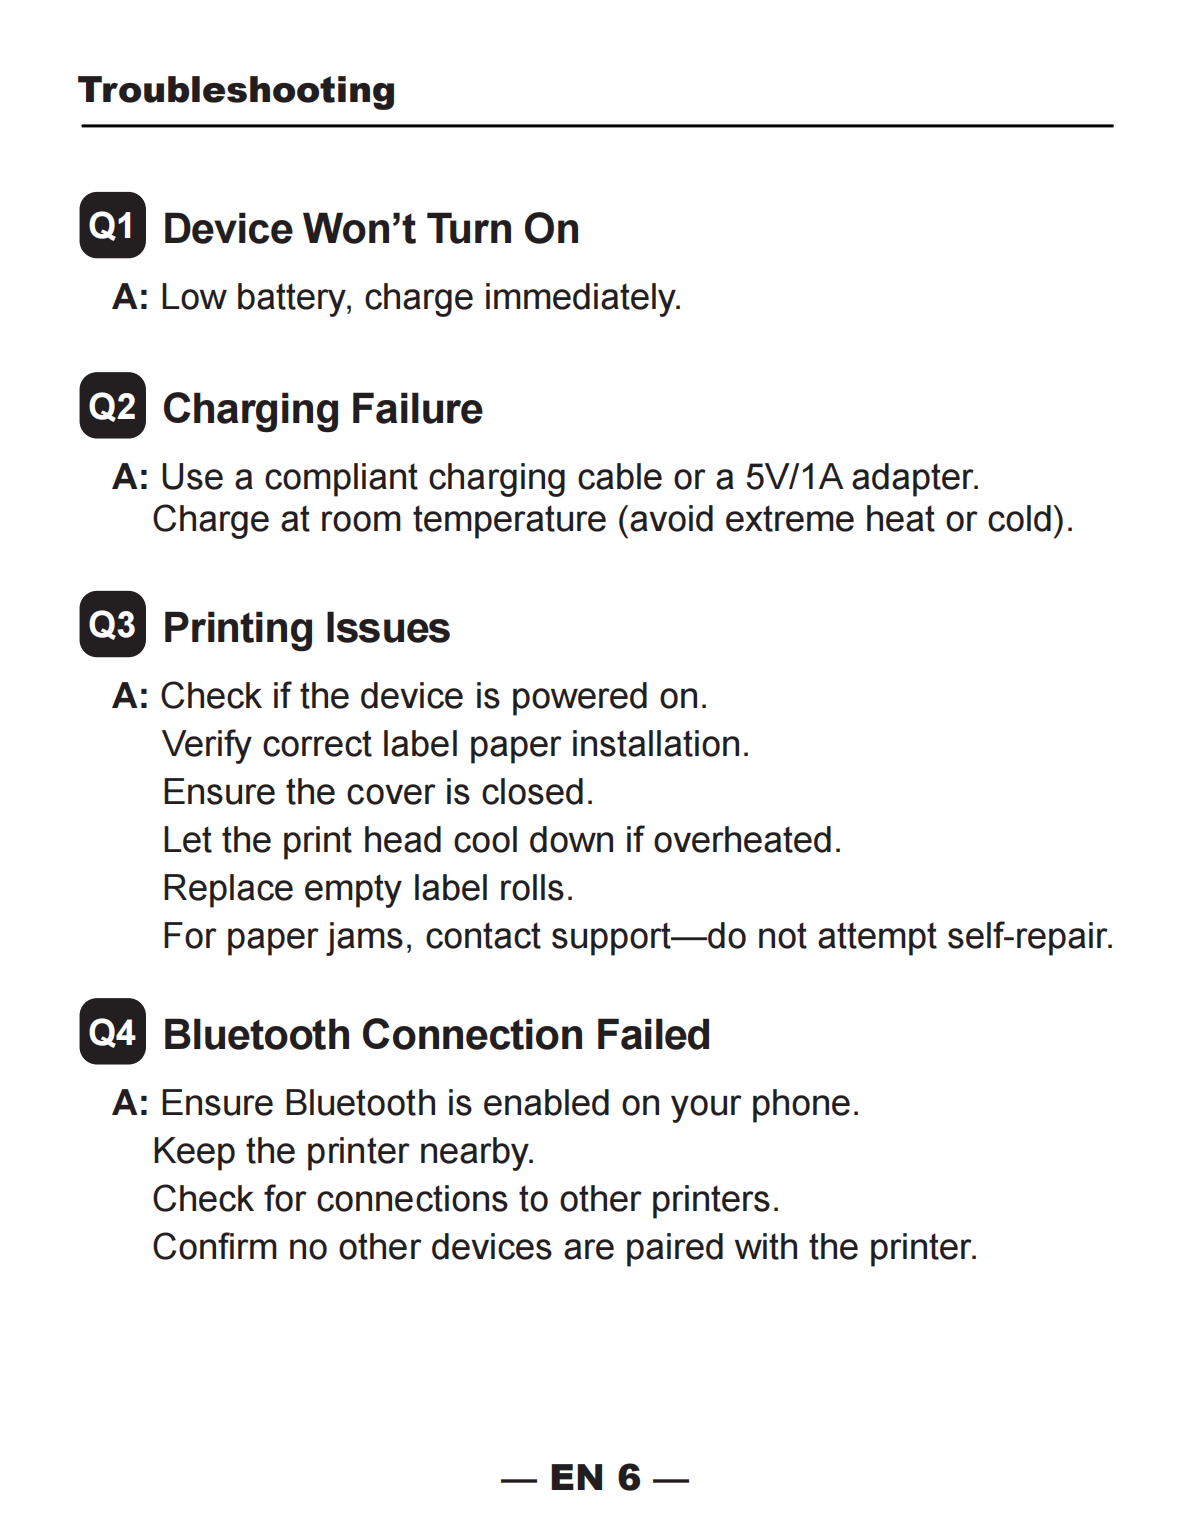 Troubleshooting
Q1 Device Won’t Turn On
A: Low battery, charge immediately.
Q2 Charging Failure
A: Use a compliant charging cable or a 5V/1A adapter.
Charge at room temperature (avoid extreme heat or cold).
Q3 Printing Issues
A: Check if the device is powered on.
Verify correct label paper installation.
Ensure the cover is closed.
Let the print head cool down if overheated.
Replace empty label rolls.
For paper jams, contact support—do not attempt self-repair.
Q4 Bluetooth Connection Failed
A: Ensure Bluetooth is enabled on your phone.
Keep the printer nearby.
Check for connections to other printers.
Confirm no other devices are paired with the printer.
— EN 6 —